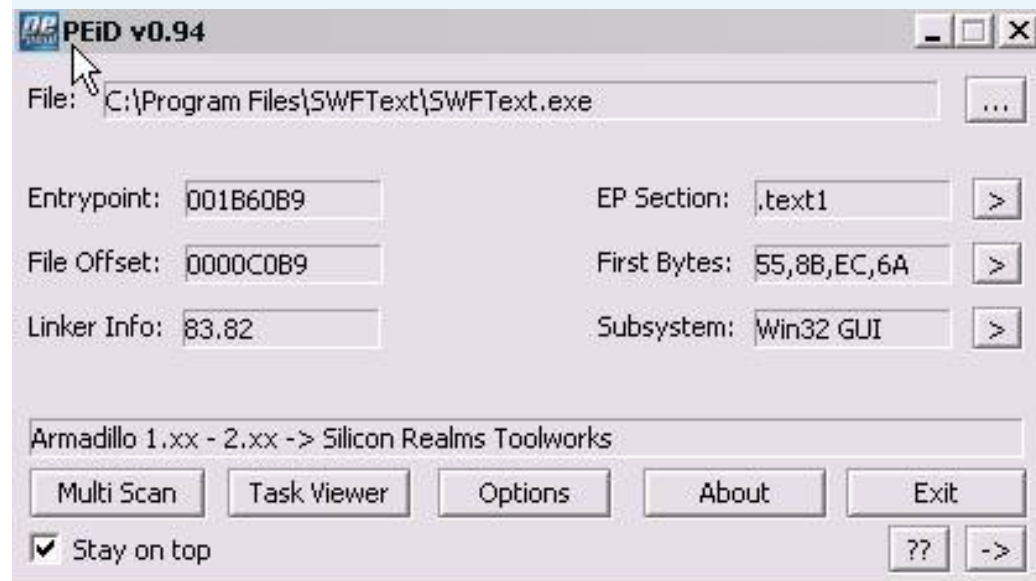 PEiD v0.94
File: C:\Program Files\SWFText\SWFText.exe ...
Entrypoint: 001B60B9 EP Section: .text1 >
File Offset: 0000C0B9 First Bytes: 55,8B,EC,6A >
Linker Info: 83.82 Subsystem: Win32 GUI >
Armadillo 1.xx - 2.xx -> Silicon Realms Toolworks
Multi Scan Task Viewer Options About Exit
Stay on top ?? ->